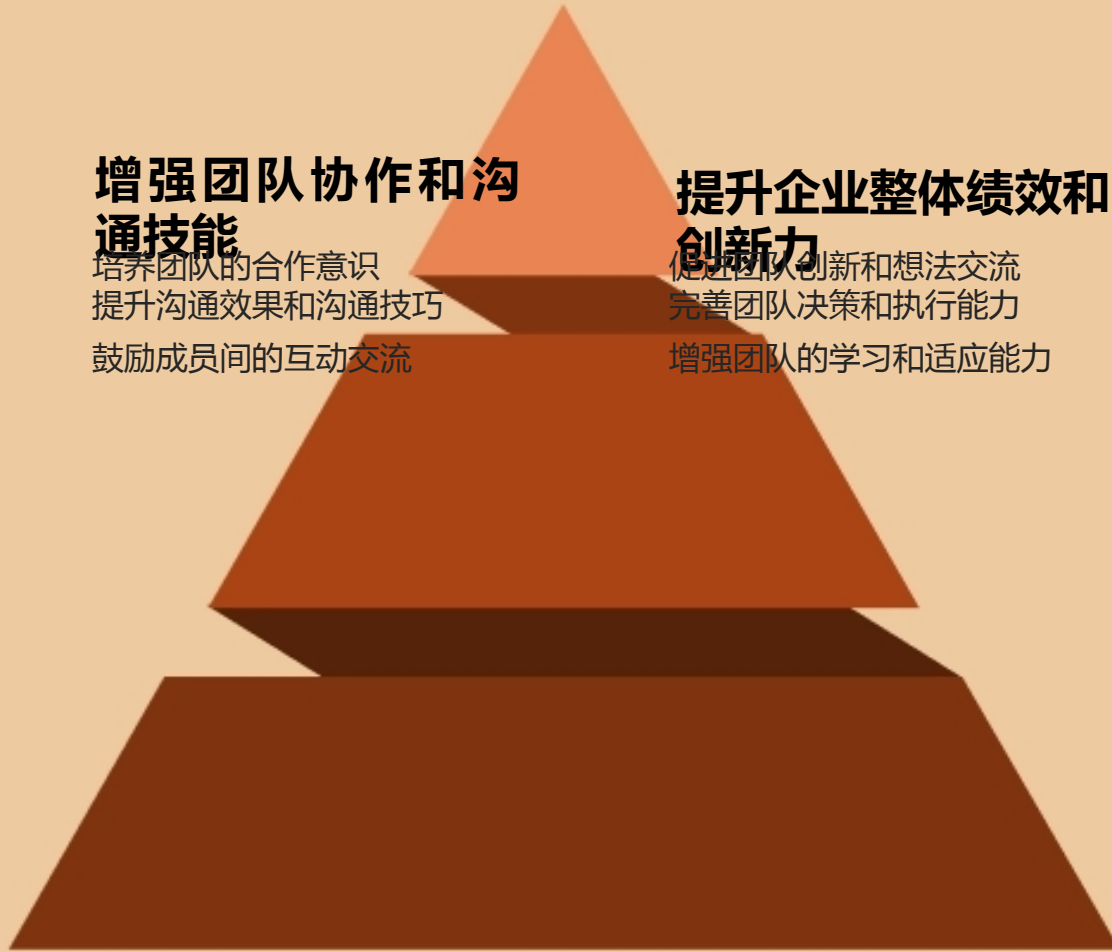 增强团队协作和沟
通技能
培养团队的合作意识
提升沟通效果和沟通技巧
鼓励成员间的互动交流
提升企业整体绩效和
创新力
促进团队创新和想法交流
完善团队决策和执行能力
增强团队的学习和适应能力